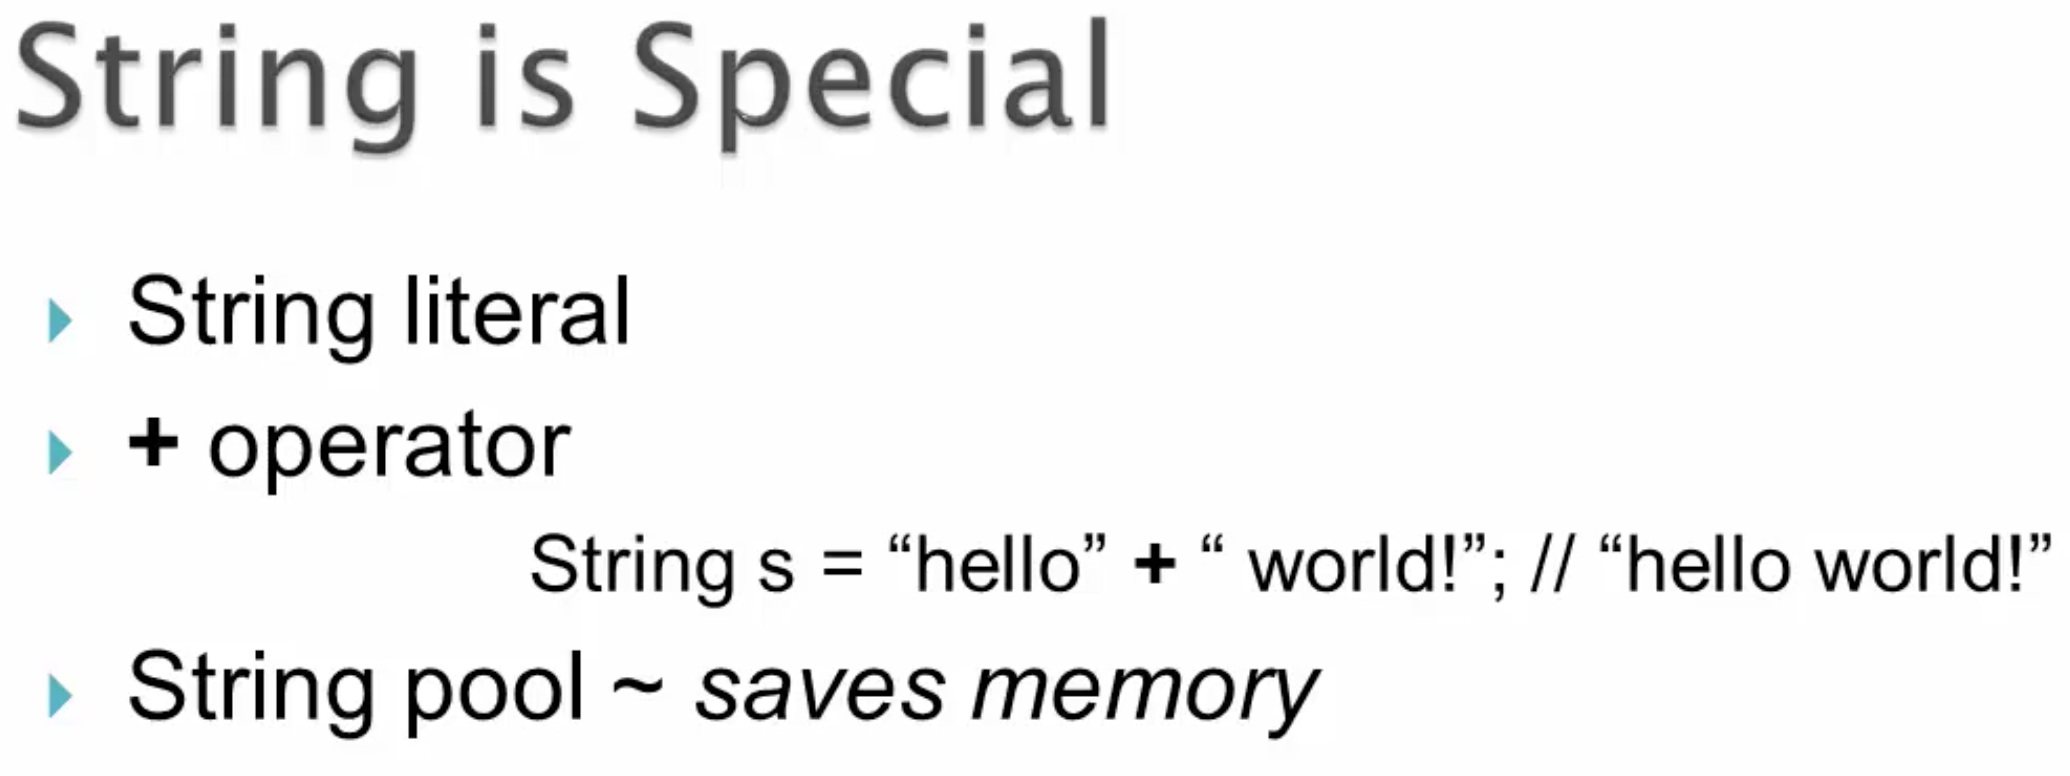 String is Special
String literal
+ operator
String s = “hello” + “ world!”; // “hello world!”
String pool ~ saves memory